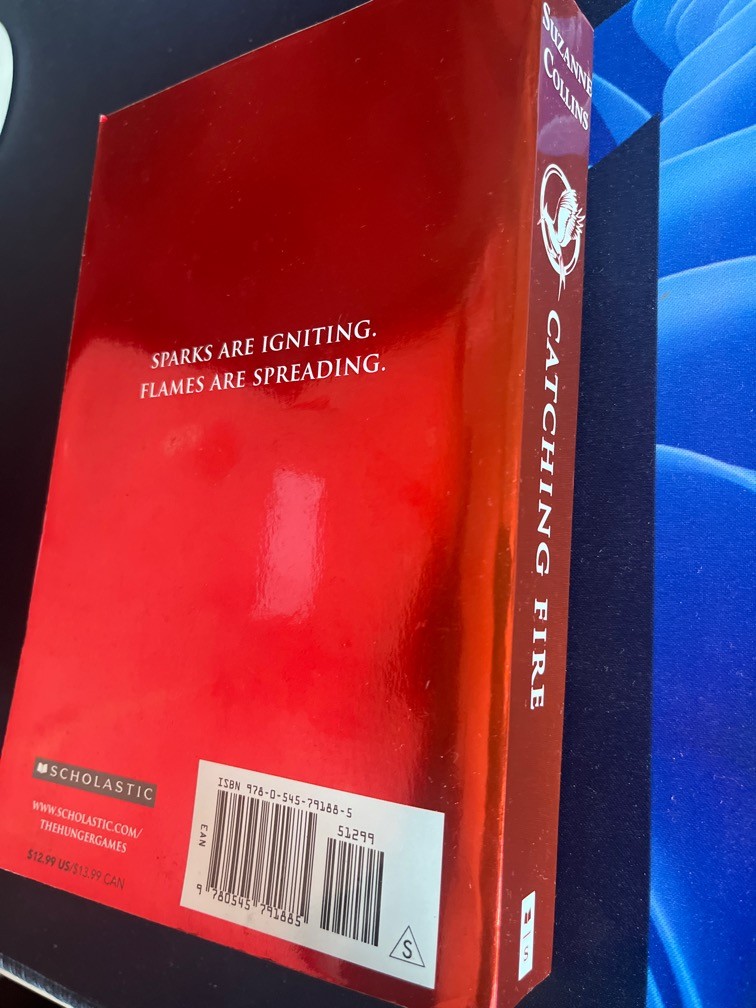 SUZANNE
COLLINS
CATCHING FIRE
SPARKS ARE IGNITING.
FLAMES ARE SPREADING.
SCHOLASTIC
WWW.SCHOLASTIC.COM/
THEHUNGERGAMES
$12.99 US/$13.99 CAN
ISBN 978-0-545-79188-5
51299
EAN
9 780545 791885
S
S